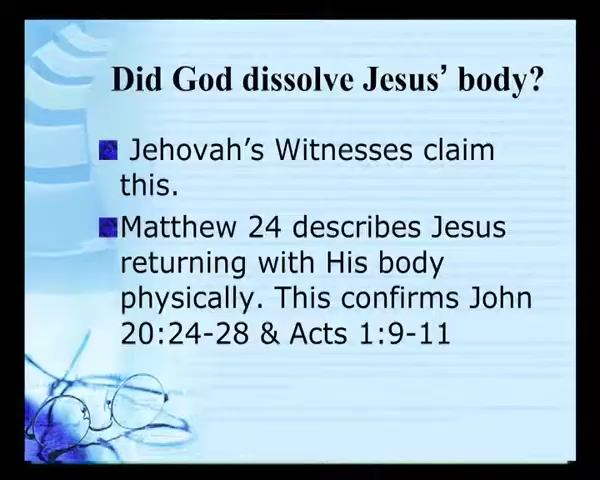 Did God dissolve Jesus’ body?
Jehovah’s Witnesses claim
this.
Matthew 24 describes Jesus
returning with His body
physically. This confirms John
20:24-28 & Acts 1:9-11